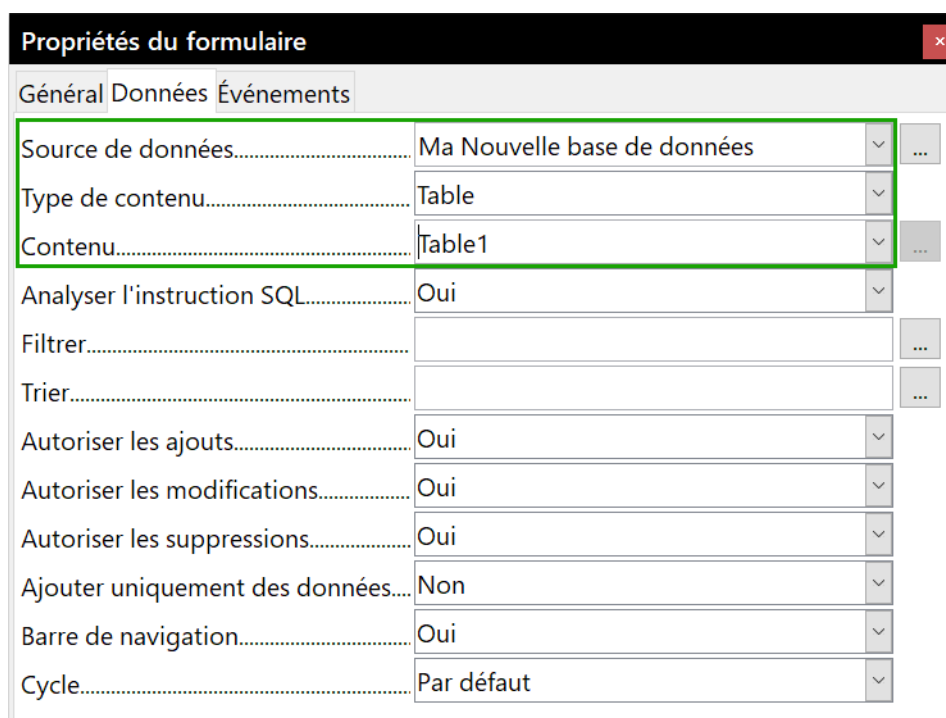 Propriétés du formulaire ×
Général Données Événements
Source de données.............................. Ma Nouvelle base de données ...
Type de contenu................................... Table
Contenu.................................................. Table1 ...
Analyser l'instruction SQL.................. Oui
Filtrer....................................................... ...
Trier.......................................................... ...
Autoriser les ajouts.............................. Oui
Autoriser les modifications................ Oui
Autoriser les suppressions................. Oui
Ajouter uniquement des données.... Non
Barre de navigation............................. Oui
Cycle........................................................ Par défaut